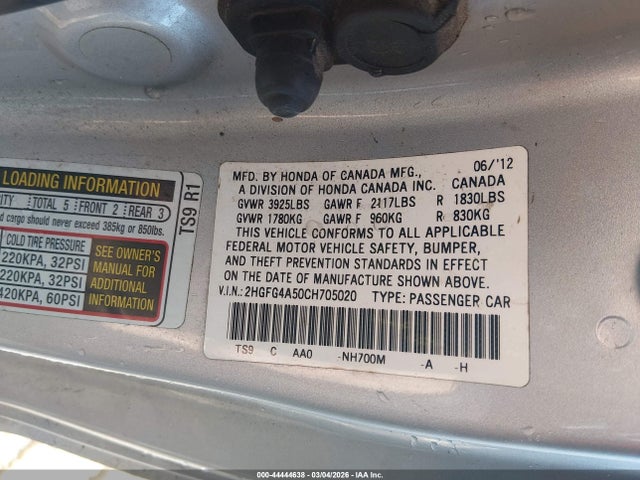 LOADING INFORMATION
ITY TOTAL 5 FRONT 2 REAR 3
d cargo should never exceed 385kg or 850lbs.
COLD TIRE PRESSURE
220KPA, 32PSI
220KPA, 32PSI
420KPA, 60PSI
SEE OWNER'S
MANUAL FOR
ADDITIONAL
INFORMATION
TS9 R1
MFD. BY HONDA OF CANADA MFG., 06/'12
A DIVISION OF HONDA CANADA INC. CANADA
GVWR 3925LBS GAWR F 2117LBS R 1830LBS
GVWR 1780KG GAWR F 960KG R 830KG
THIS VEHICLE CONFORMS TO ALL APPLICABLE
FEDERAL MOTOR VEHICLE SAFETY, BUMPER,
AND THEFT PREVENTION STANDARDS IN EFFECT
ON THE DATE OF MANUFACTURE SHOWN ABOVE.
V.I.N.: 2HGFG4A50CH705020 TYPE: PASSENGER CAR
TS9 C AA0 -NH700M -A -H
000-44444638 - 03/04/2026 - IAA Inc.